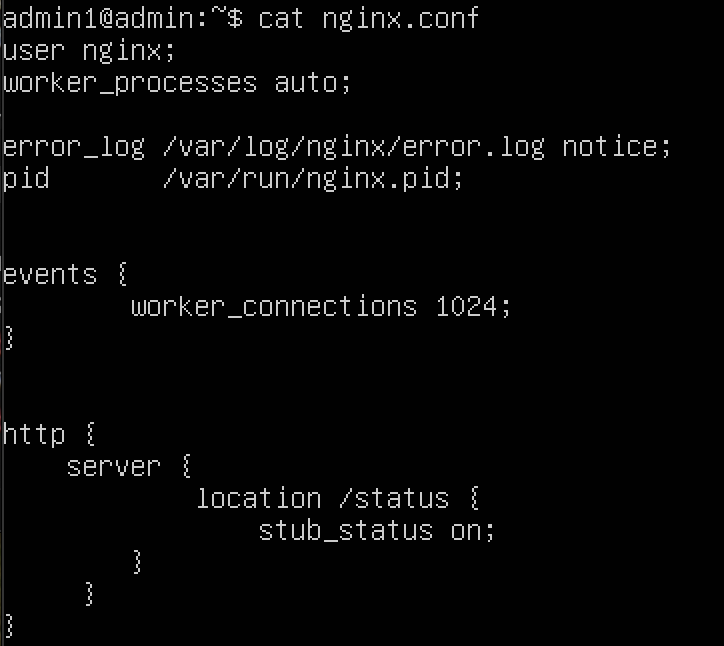 admin1@admin:~$ cat nginx.conf
user nginx;
worker_processes auto;
error_log /var/log/nginx/error.log notice;
pid /var/run/nginx.pid;
events {
worker_connections 1024;
}
http {
server {
location /status {
stub_status on;
}
}
}